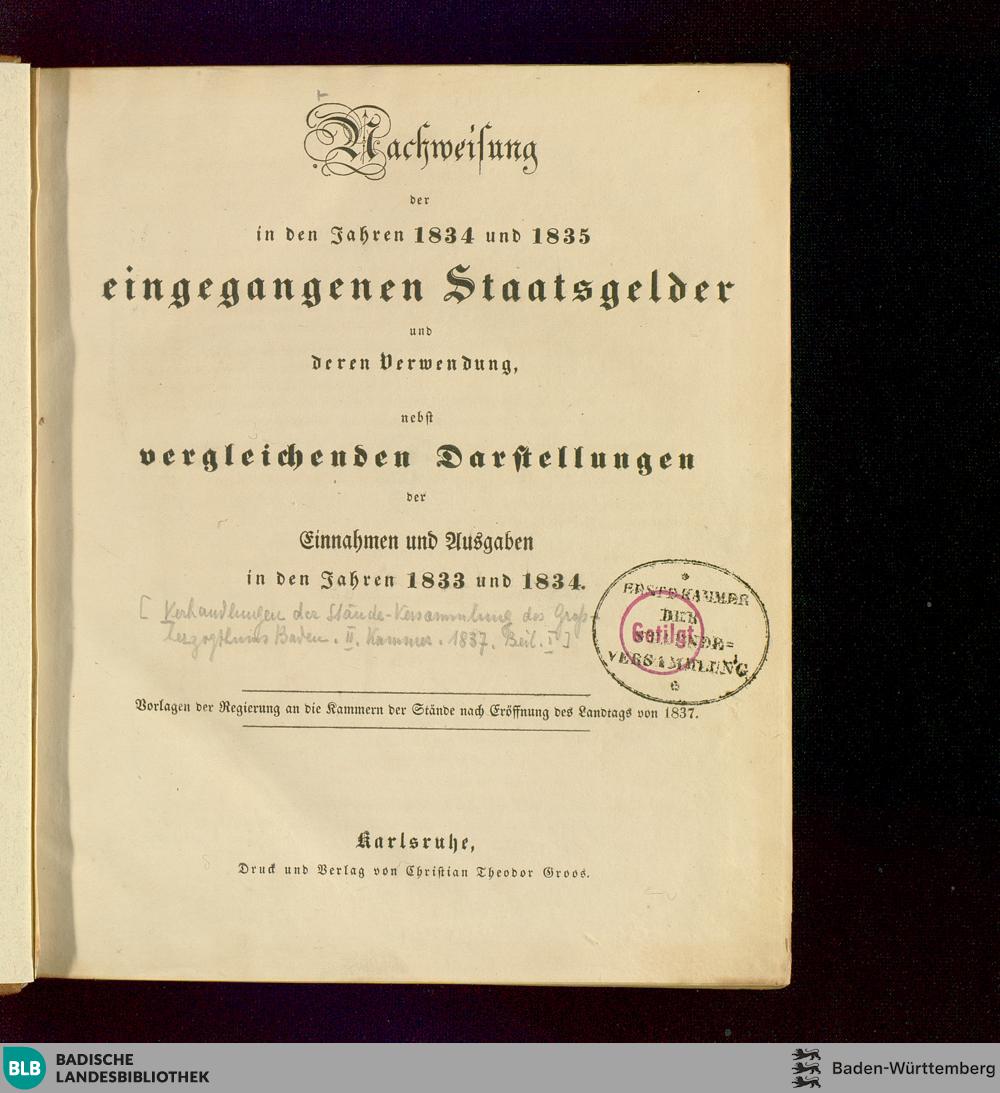 Nachweisung
der
in den Jahren 1834 und 1835
eingegangenen Staatsgelder
und
deren Verwendung,
nebst
vergleichenden Darstellungen
der
Einnahmen und Ausgaben
in den Jahren 1833 und 1834.
[Verhandlungen der Stände-Versammlung des Groß-
herzogthums Baden. II. Kammer. 1837. Beil. I]
ERSTE KAMMER
DER
STÆNDE=
VERSAMMLUNG
Getilgt
Vorlagen der Regierung an die Kammern der Stände nach Eröffnung des Landtags von 1837.
Karlsruhe,
Druck und Verlag von Christian Theodor Groos.
BLB
BADISCHE
LANDESBIBLIOTHEK
Baden-Württemberg